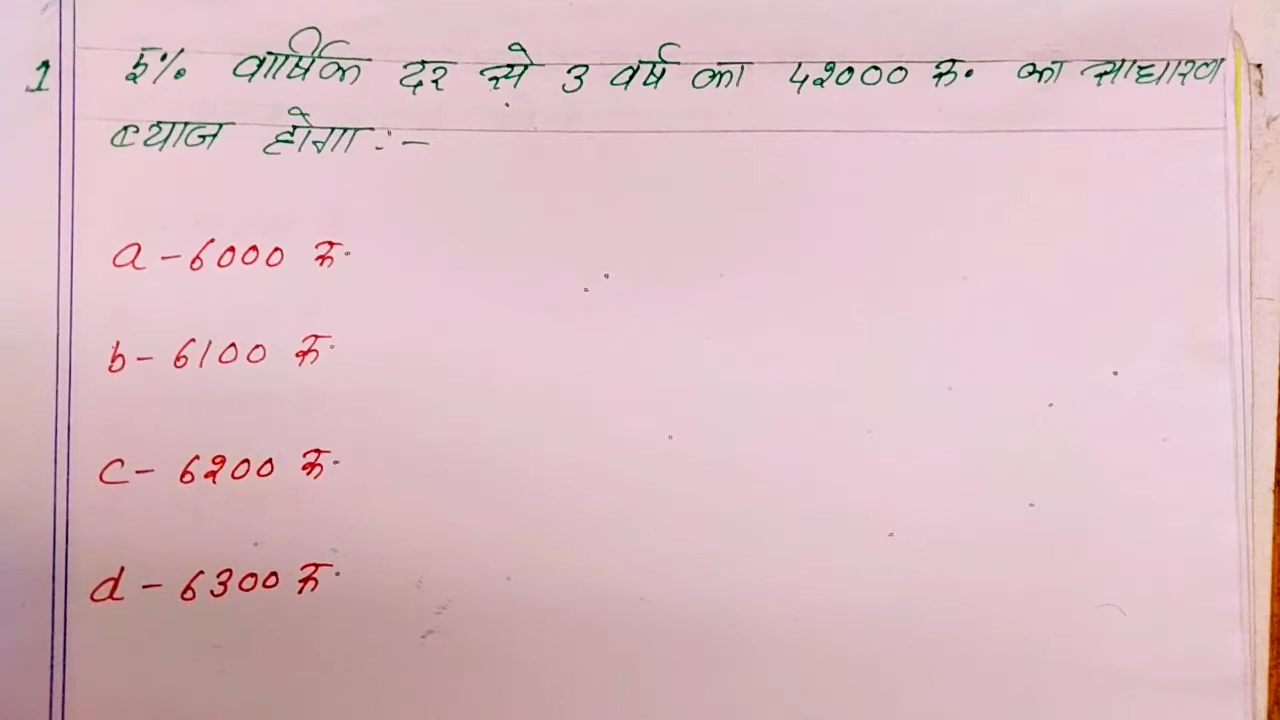 1 5% वार्षिक दर से 3 वर्ष का 42000 रु. का साधारण
ब्याज होगा :-
a - 6000 रु.
b - 6100 रु.
c - 6200 रु.
d - 6300 रु.